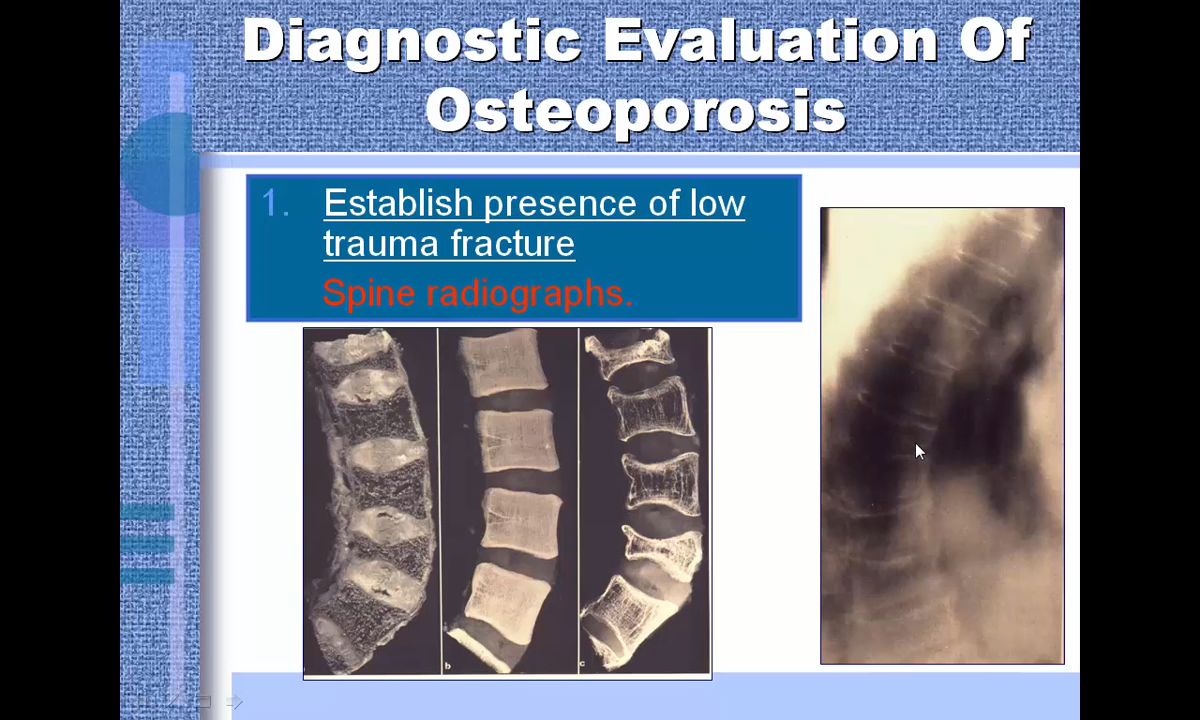 Diagnostic Evaluation Of
Osteoporosis
1. Establish presence of low
trauma fracture
Spine radiographs.
b
c